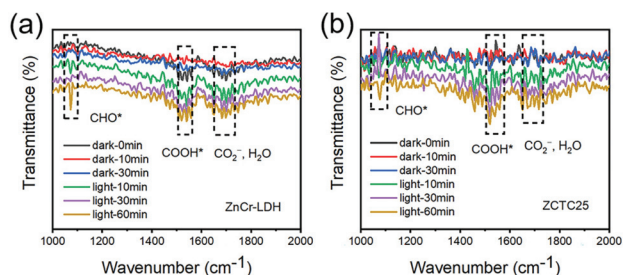 (a)
Transmittance (%)
CHO*
COOH*
CO₂⁻, H₂O
dark-0min
dark-10min
dark-30min
light-10min
light-30min
light-60min
ZnCr-LDH
1000 1200 1400 1600 1800 2000
Wavenumber (cm⁻¹)
(b)
Transmittance (%)
CHO*
COOH*
CO₂⁻, H₂O
dark-0min
dark-10min
dark-30min
light-10min
light-30min
light-60min
ZCTC25
1000 1200 1400 1600 1800 2000
Wavenumber (cm⁻¹)